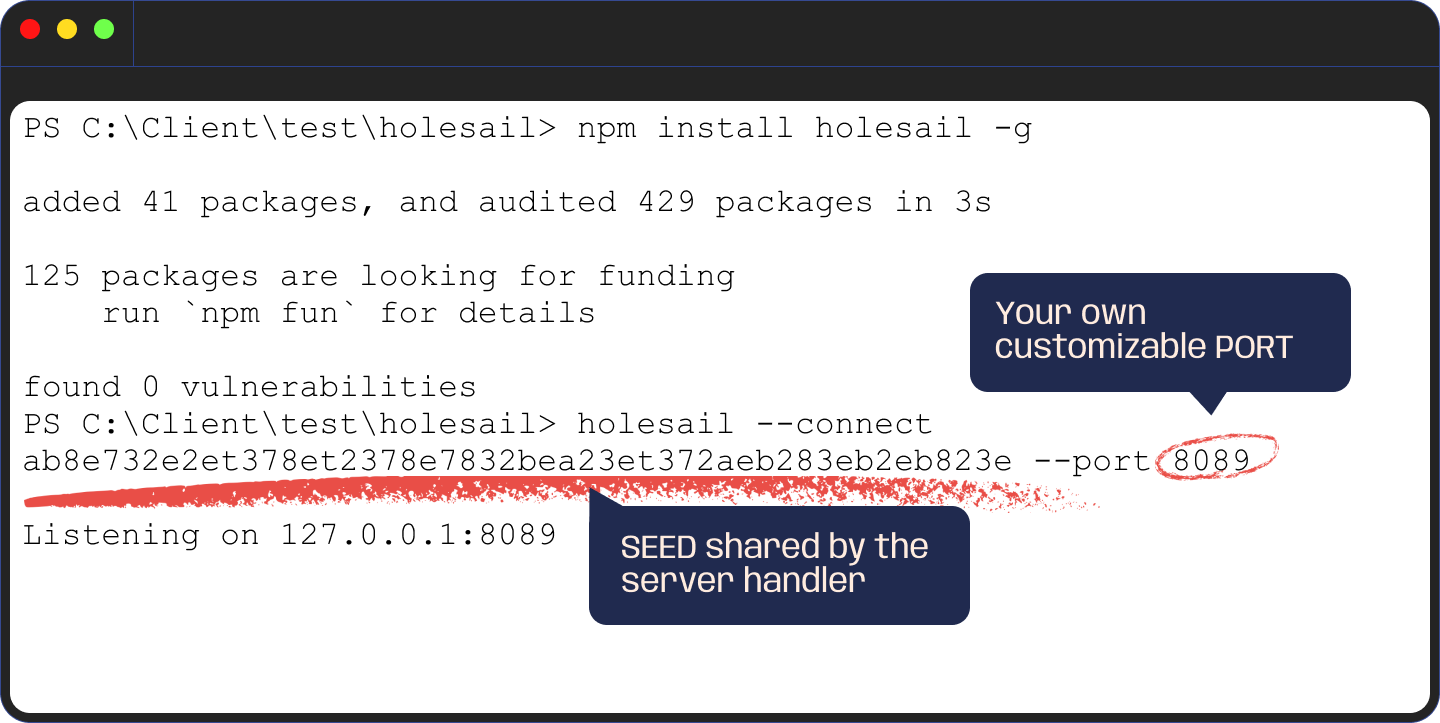 PS C:\Client\test\holesail> npm install holesail -g
added 41 packages, and audited 429 packages in 3s
125 packages are looking for funding
run `npm fun` for details
Your own
customizable PORT
found 0 vulnerabilities
PS C:\Client\test\holesail> holesail --connect
ab8e732e2et378et2378e7832bea23et372aeb283eb2eb823e --port 8089
Listening on 127.0.0.1:8089
SEED shared by the
server handler